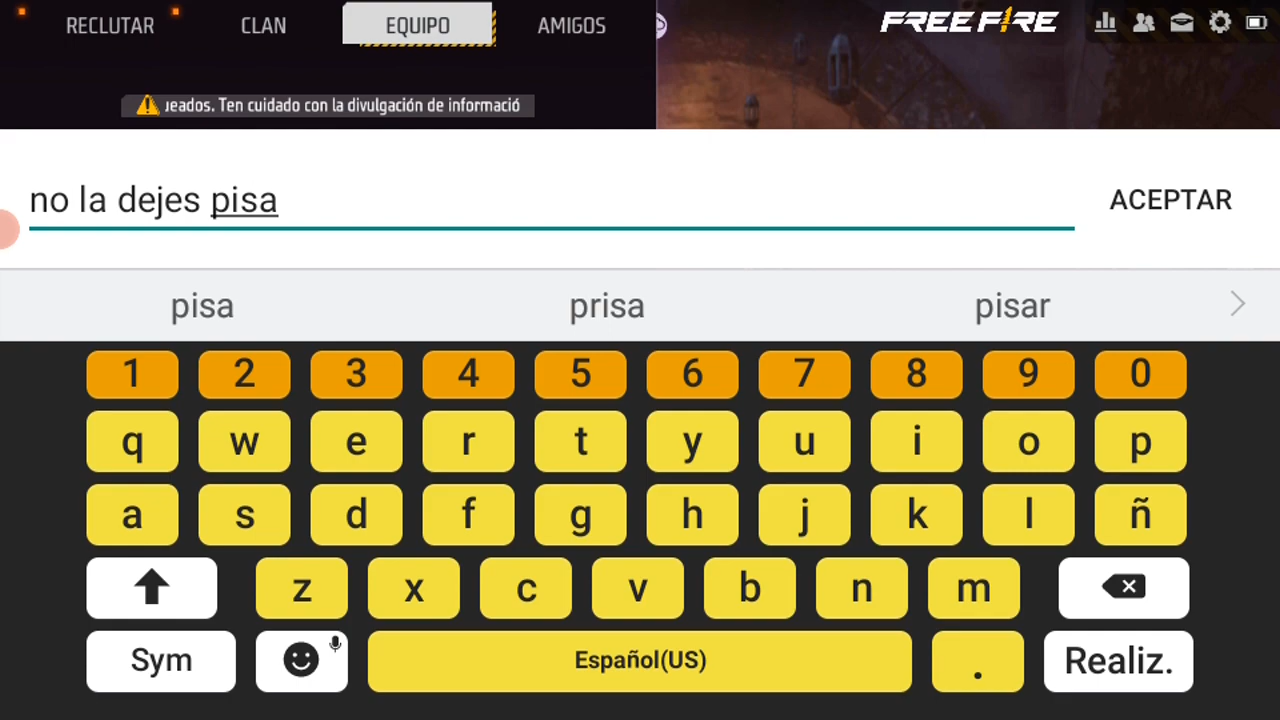 RECLUTAR CLAN EQUIPO AMIGOS FREE FIRE
ueados. Ten cuidado con la divulgación de informació
no la dejes pisa ACEPTAR
pisa prisa pisar
1 2 3 4 5 6 7 8 9 0
q w e r t y u i o p
a s d f g h j k l ñ
z x c v b n m
Sym Español(US) . Realiz.